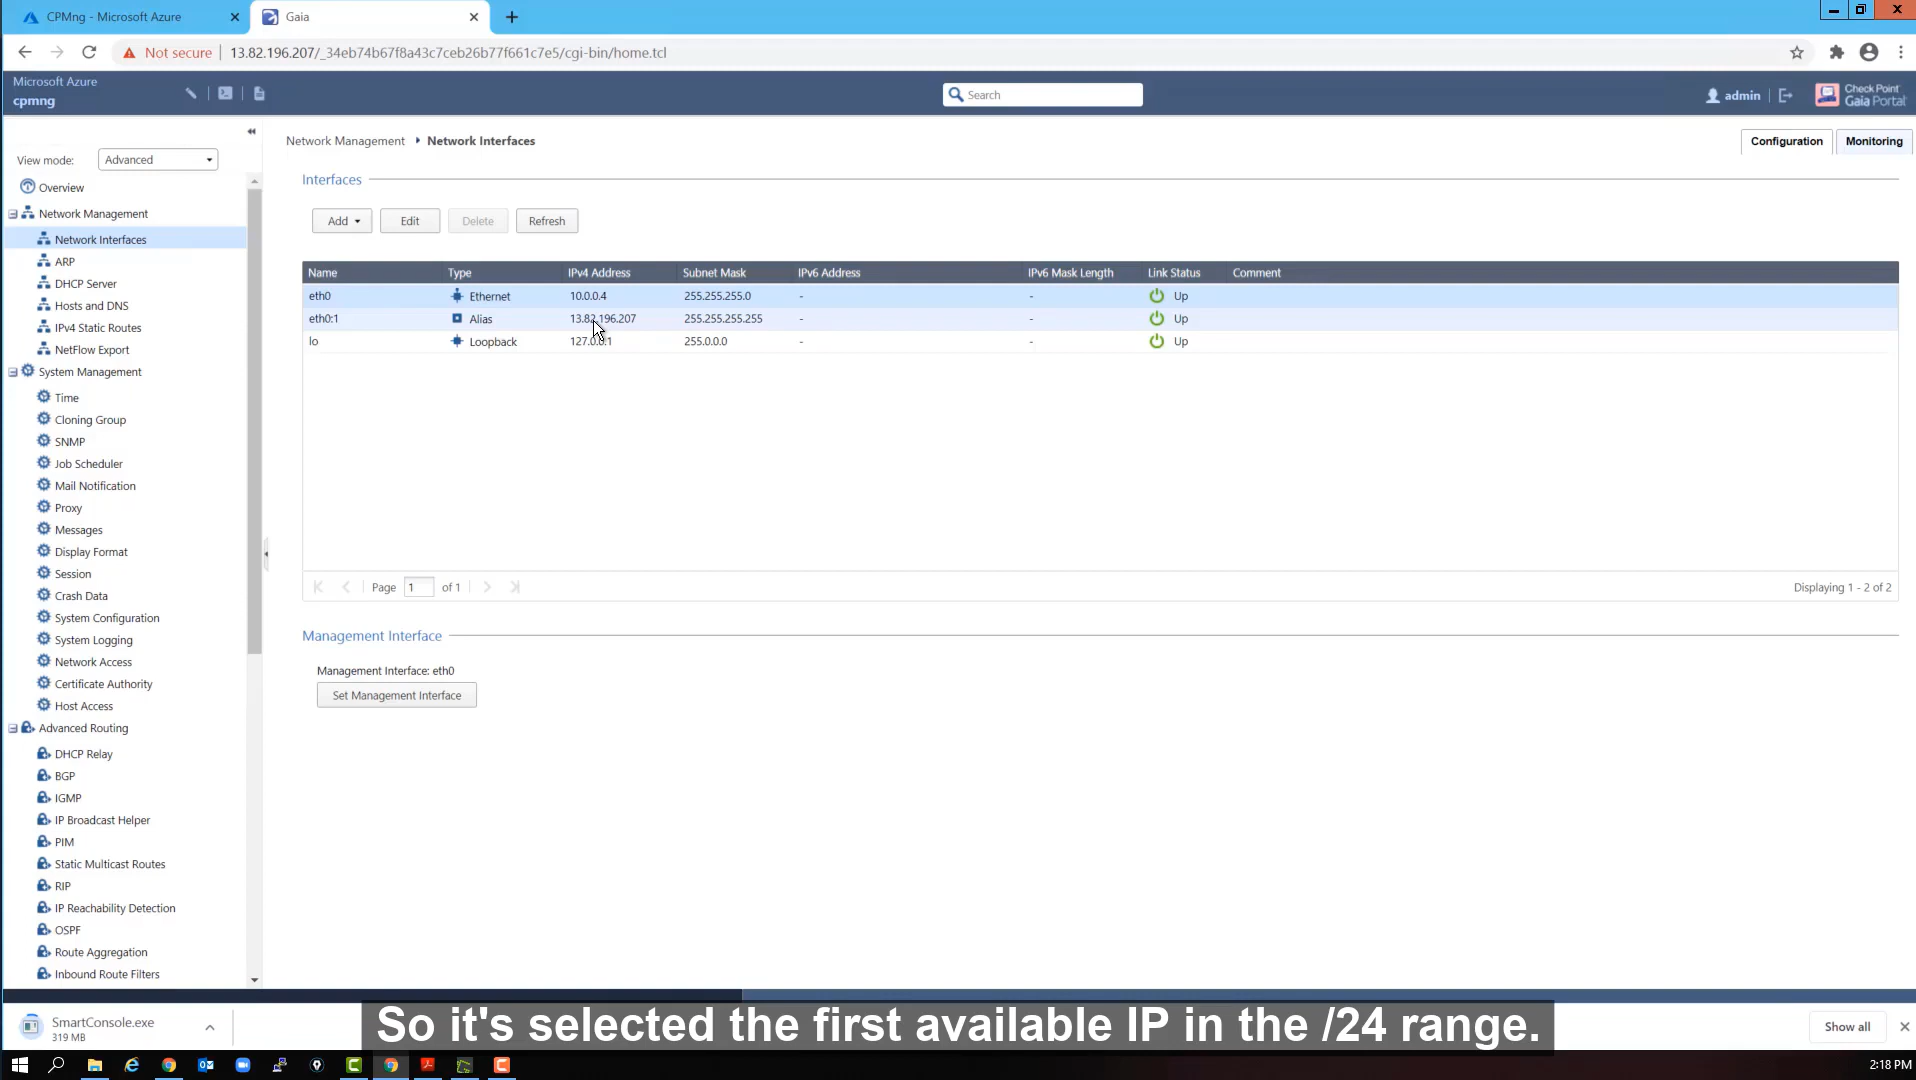 CPMng - Microsoft Azure
Gaia
Not secure 13.82.196.207/_34eb74b67f8a43c7ceb26b77f661c7e5/cgi-bin/home.tcl
Microsoft Azure
cpmng
Search
admin
Check Point
Gaia Portal
View mode: Advanced
Network Management Network Interfaces
Configuration Monitoring
Overview
Network Management
Network Interfaces
ARP
DHCP Server
Hosts and DNS
IPv4 Static Routes
NetFlow Export
System Management
Time
Cloning Group
SNMP
Job Scheduler
Mail Notification
Proxy
Messages
Display Format
Session
Crash Data
System Configuration
System Logging
Network Access
Certificate Authority
Host Access
Advanced Routing
DHCP Relay
BGP
IGMP
IP Broadcast Helper
PIM
Static Multicast Routes
RIP
IP Reachability Detection
OSPF
Route Aggregation
Inbound Route Filters
Interfaces
Add Edit Delete Refresh
Name Type IPv4 Address Subnet Mask IPv6 Address IPv6 Mask Length Link Status Comment
eth0 Ethernet 10.0.0.4 255.255.255.0 - - Up
eth0:1 Alias 13.82.196.207 255.255.255.255 - - Up
lo Loopback 127.0.0.1 255.0.0.0 - - Up
Page 1 of 1
Displaying 1 - 2 of 2
Management Interface
Management Interface: eth0
Set Management Interface
So it's selected the first available IP in the /24 range.
SmartConsole.exe
319 MB
Show all
2:18 PM